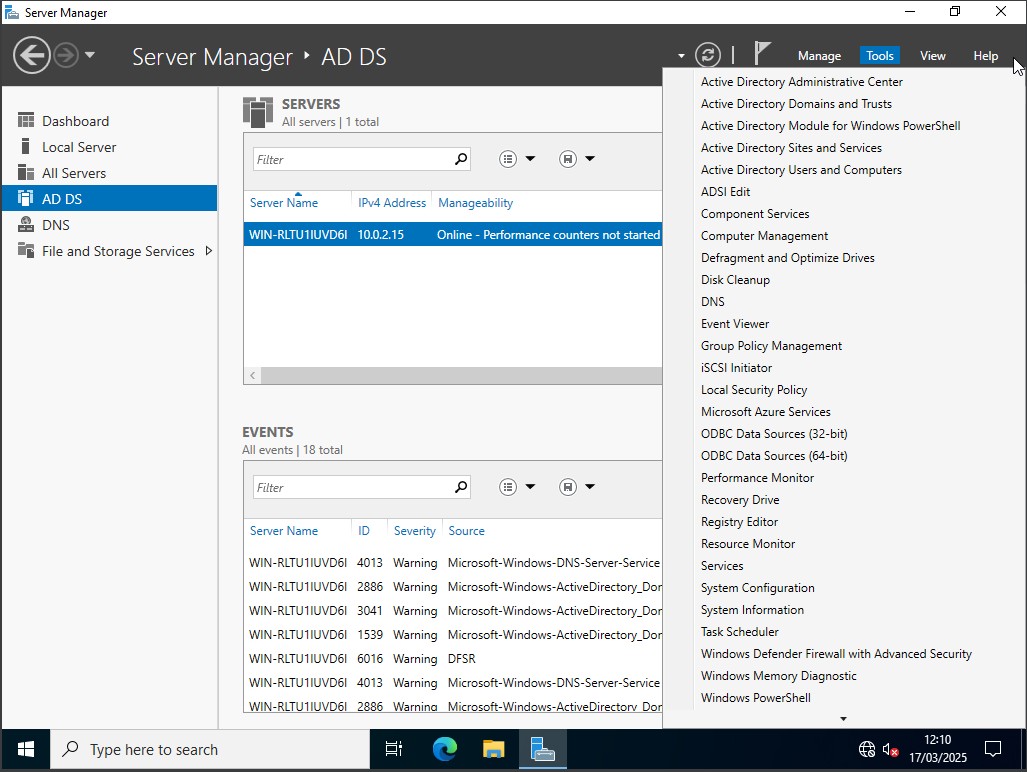 Server Manager
Server Manager ‣ AD DS
Manage Tools View Help
Dashboard
Local Server
All Servers
AD DS
DNS
File and Storage Services
SERVERS
All servers | 1 total
Filter
Server Name IPv4 Address Manageability
WIN-RLTU1IUVD6I 10.0.2.15 Online - Performance counters not started
EVENTS
All events | 18 total
Filter
Server Name ID Severity Source
WIN-RLTU1IUVD6I 4013 Warning Microsoft-Windows-DNS-Server-Service
WIN-RLTU1IUVD6I 2886 Warning Microsoft-Windows-ActiveDirectory_Dor
WIN-RLTU1IUVD6I 3041 Warning Microsoft-Windows-ActiveDirectory_Dor
WIN-RLTU1IUVD6I 1539 Warning Microsoft-Windows-ActiveDirectory_Dor
WIN-RLTU1IUVD6I 6016 Warning DFSR
WIN-RLTU1IUVD6I 4013 Warning Microsoft-Windows-DNS-Server-Service
WIN-RLTU1IUVD6I 2886 Warning Microsoft-Windows-ActiveDirectory_Dor
Active Directory Administrative Center
Active Directory Domains and Trusts
Active Directory Module for Windows PowerShell
Active Directory Sites and Services
Active Directory Users and Computers
ADSI Edit
Component Services
Computer Management
Defragment and Optimize Drives
Disk Cleanup
DNS
Event Viewer
Group Policy Management
iSCSI Initiator
Local Security Policy
Microsoft Azure Services
ODBC Data Sources (32-bit)
ODBC Data Sources (64-bit)
Performance Monitor
Recovery Drive
Registry Editor
Resource Monitor
Services
System Configuration
System Information
Task Scheduler
Windows Defender Firewall with Advanced Security
Windows Memory Diagnostic
Windows PowerShell
Type here to search
12:10
17/03/2025